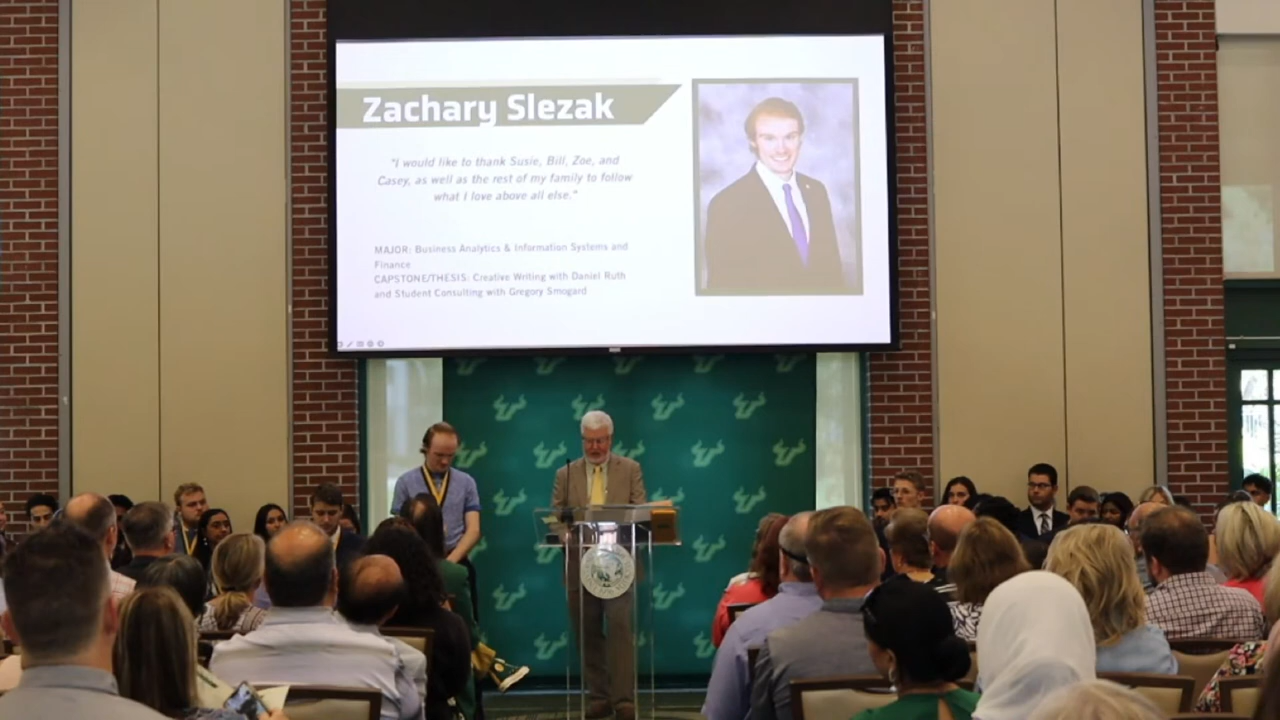 Zachary Slezak
"I would like to thank Susie, Bill, Zoe, and
Casey, as well as the rest of my family to follow
what I love above all else."
MAJOR: Business Analytics & Information Systems and
Finance
CAPSTONE/THESIS: Creative Writing with Daniel Ruth
and Student Consulting with Gregory Smogard